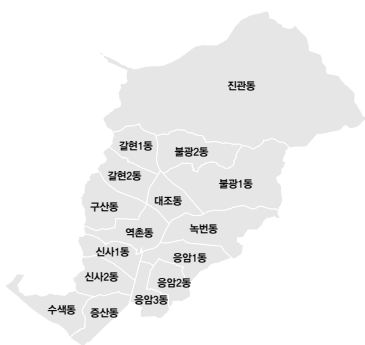 진관동
갈현1동
불광2동
갈현2동
불광1동
대조동
구산동
녹번동
역촌동
신사1동
응암1동
신사2동
응암2동
응암3동
수색동
증산동